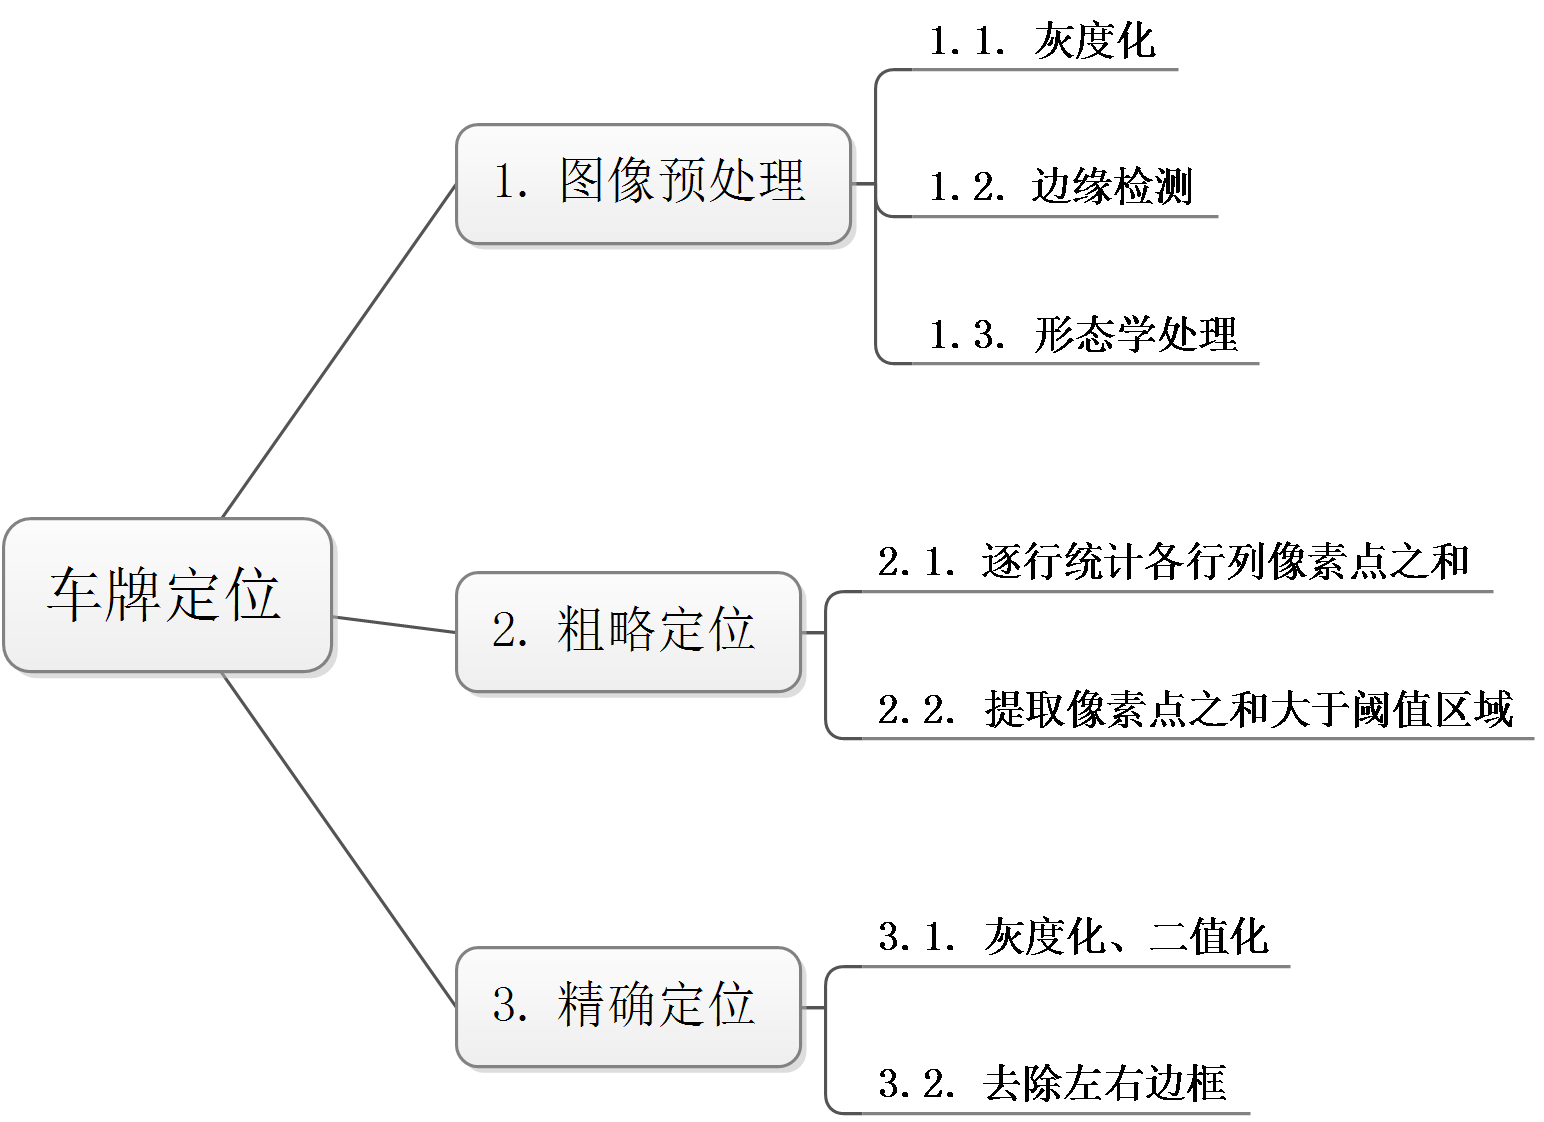 车牌定位
1. 图像预处理
1.1. 灰度化
1.2. 边缘检测
1.3. 形态学处理
2. 粗略定位
2.1. 逐行统计各行列像素点之和
2.2. 提取像素点之和大于阈值区域
3. 精确定位
3.1. 灰度化、二值化
3.2. 去除左右边框